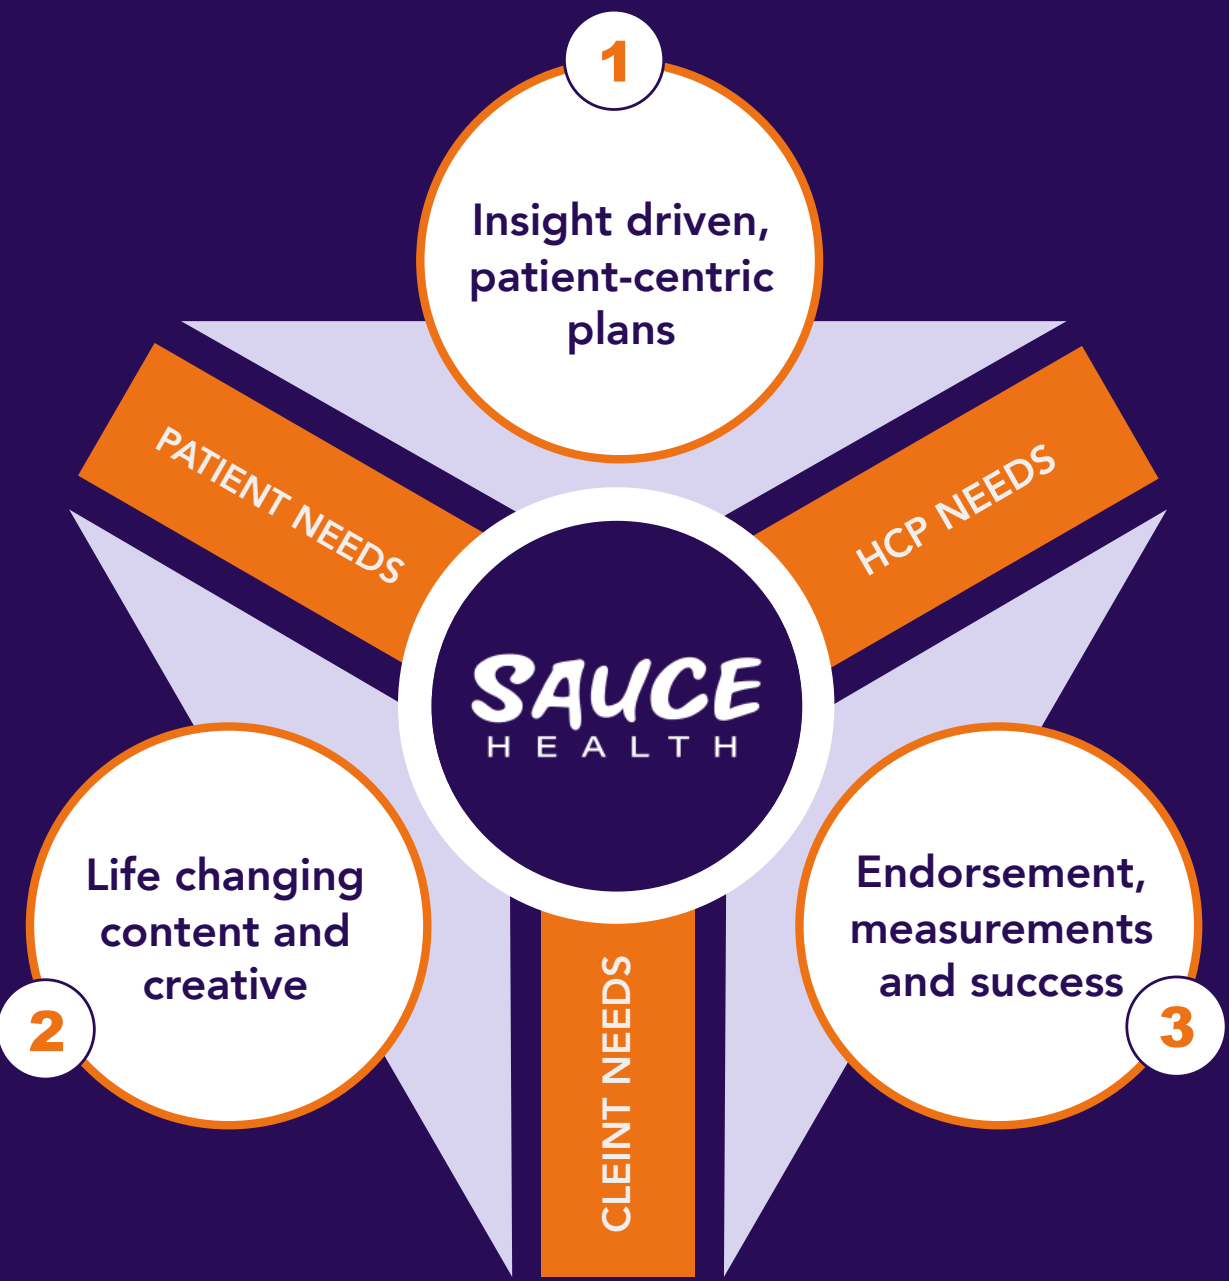 1
Insight driven,
patient-centric
plans
PATIENT NEEDS
HCP NEEDS
SAUCE
HEALTH
Life changing
content and
creative
2
Endorsement,
measurements
and success
3
CLEINT NEEDS